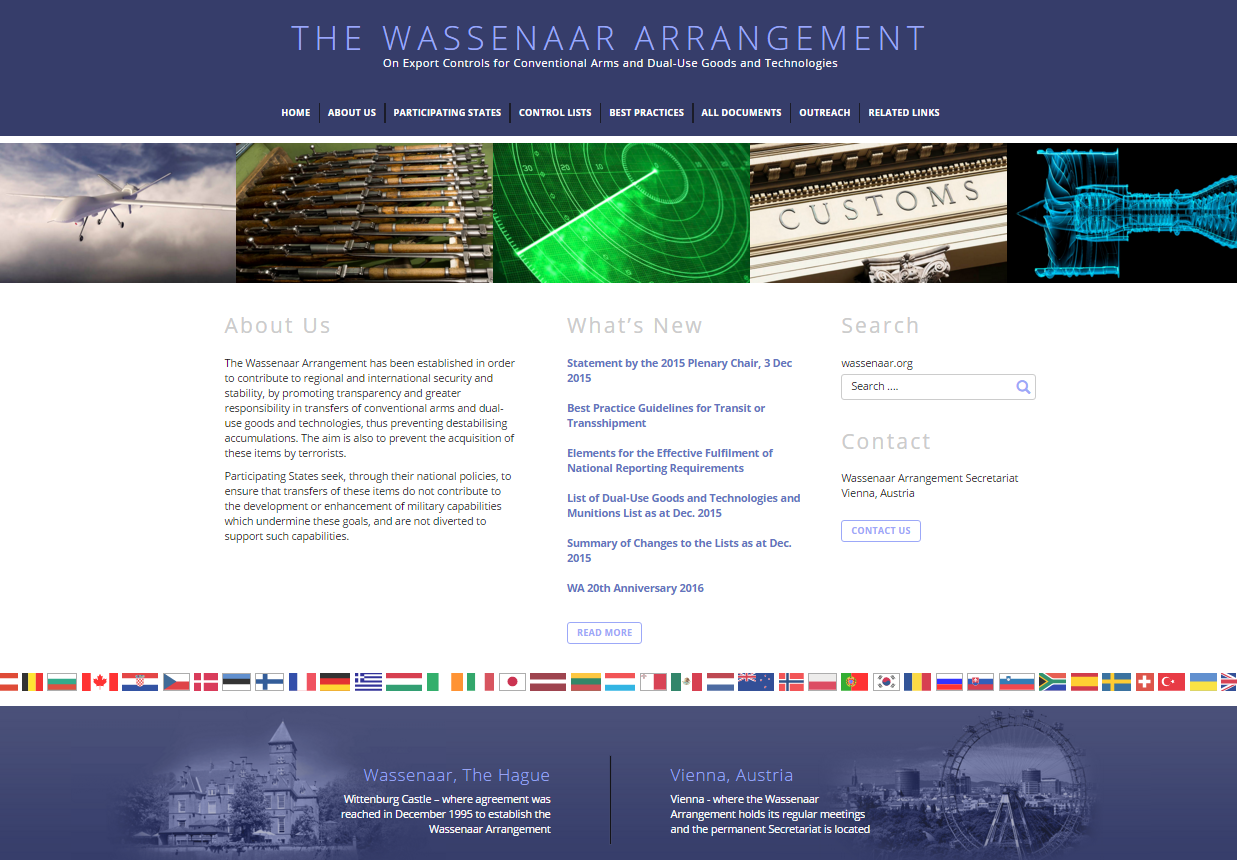 THE WASSENAAR ARRANGEMENT
On Export Controls for Conventional Arms and Dual-Use Goods and Technologies
HOME
ABOUT US
PARTICIPATING STATES
CONTROL LISTS
BEST PRACTICES
ALL DOCUMENTS
OUTREACH
RELATED LINKS
30
20
10
CUSTOMS
About Us
The Wassenaar Arrangement has been established in order
to contribute to regional and international security and
stability, by promoting transparency and greater
responsibility in transfers of conventional arms and dual-
use goods and technologies, thus preventing destabilising
accumulations. The aim is also to prevent the acquisition of
these items by terrorists.
Participating States seek, through their national policies, to
ensure that transfers of these items do not contribute to
the development or enhancement of military capabilities
which undermine these goals, and are not diverted to
support such capabilities.
What's New
Statement by the 2015 Plenary Chair, 3 Dec
2015
Best Practice Guidelines for Transit or
Transshipment
Elements for the Effective Fulfilment of
National Reporting Requirements
List of Dual-Use Goods and Technologies and
Munitions List as at Dec. 2015
Summary of Changes to the Lists as at Dec.
2015
WA 20th Anniversary 2016
READ MORE
Search
wassenaar.org
Search ....
Contact
Wassenaar Arrangement Secretariat
Vienna, Austria
CONTACT US
Wassenaar, The Hague
Wittenburg Castle – where agreement was
reached in December 1995 to establish the
Wassenaar Arrangement
Vienna, Austria
Vienna - where the Wassenaar
Arrangement holds its regular meetings
and the permanent Secretariat is located